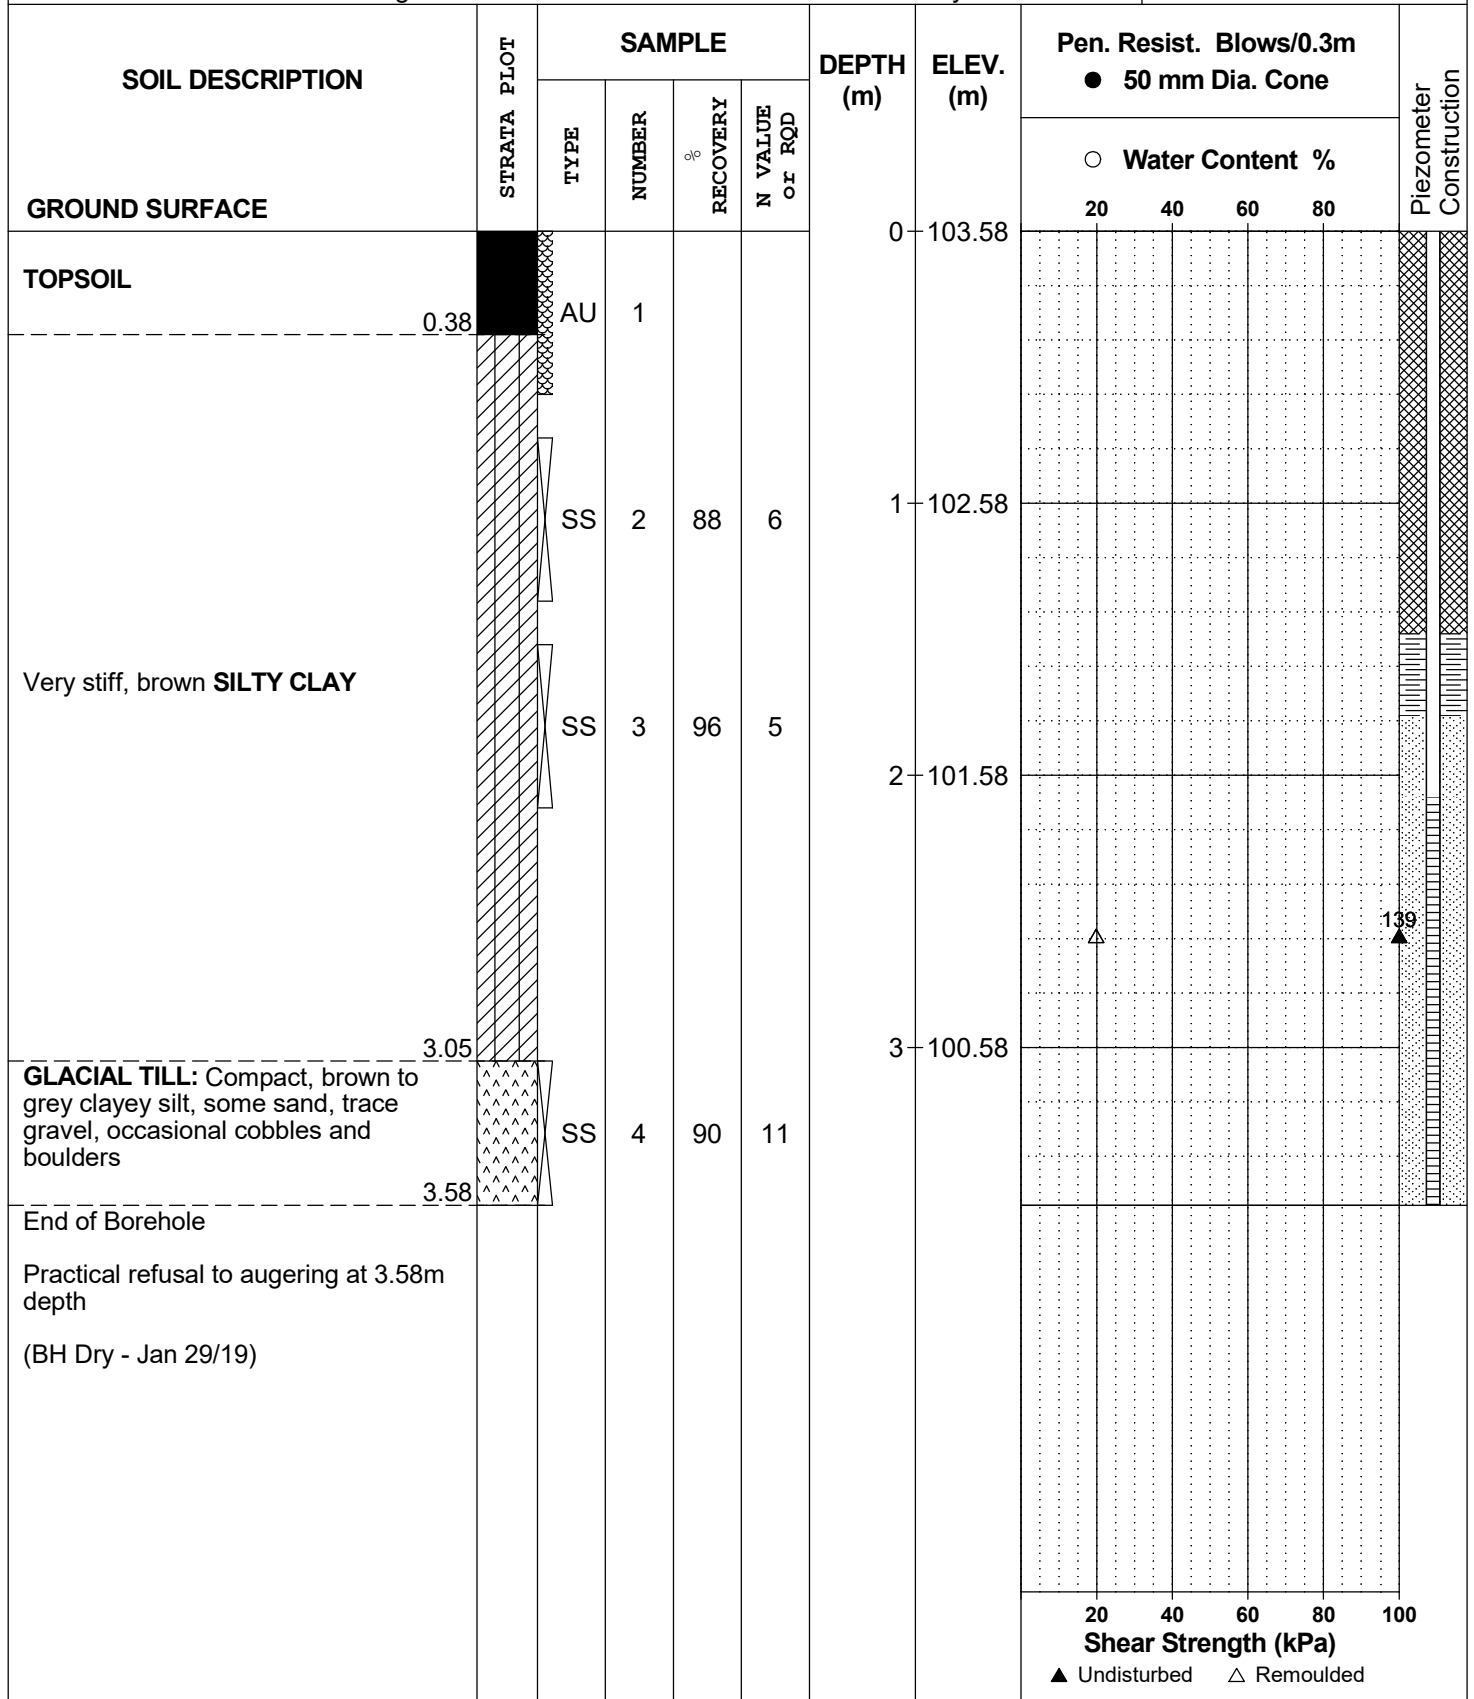 SOIL DESCRIPTION
GROUND SURFACE
STRATA PLOT
SAMPLE
TYPE
NUMBER
%
RECOVERY
N VALUE
or RQD
DEPTH
(m)
ELEV.
(m)
Pen. Resist. Blows/0.3m
● 50 mm Dia. Cone
○ Water Content %
20 40 60 80
Piezometer
Construction
0 103.58
TOPSOIL
0.38
AU 1
SS 2 88 6
1 102.58
Very stiff, brown SILTY CLAY
SS 3 96 5
2 101.58
139
3.05
3 100.58
GLACIAL TILL: Compact, brown to
grey clayey silt, some sand, trace
gravel, occasional cobbles and
boulders
SS 4 90 11
3.58
End of Borehole
Practical refusal to augering at 3.58m
depth
(BH Dry - Jan 29/19)
20 40 60 80 100
Shear Strength (kPa)
▲ Undisturbed △ Remoulded